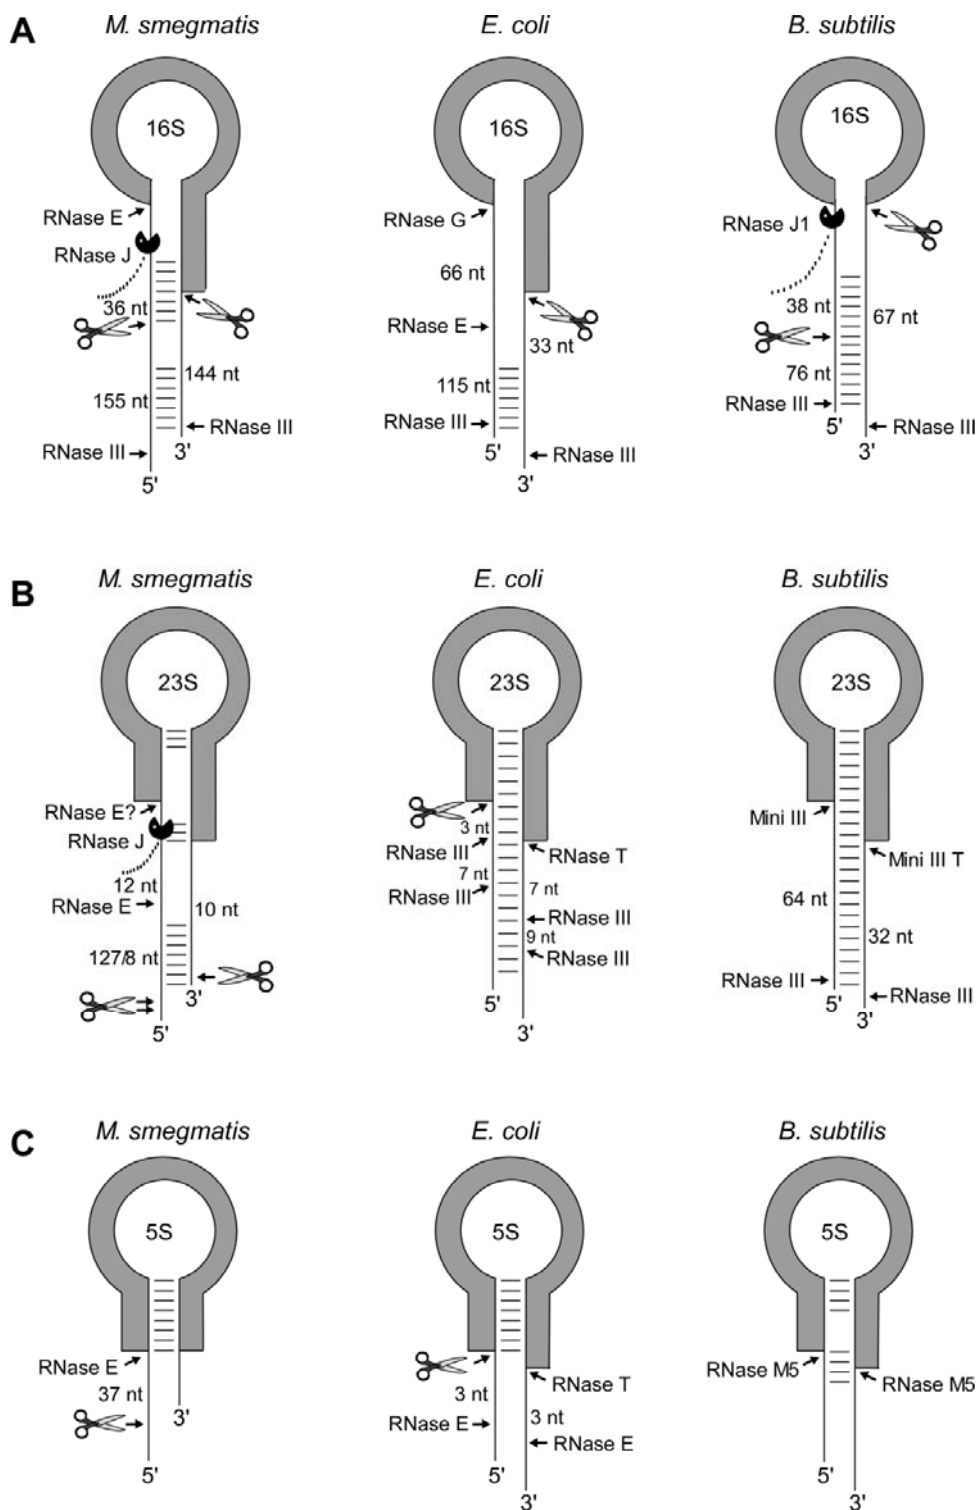 A
M. smegmatis
E. coli
B. subtilis
16S
16S
16S
RNase E
RNase J
36 nt
144 nt
155 nt
RNase III
RNase III
3'
5'
RNase G
66 nt
RNase E
33 nt
115 nt
RNase III
5'
RNase III
3'
RNase J1
38 nt
67 nt
76 nt
RNase III
5'
RNase III
3'
B
M. smegmatis
E. coli
B. subtilis
23S
23S
23S
RNase E?
RNase J
12 nt
RNase E
10 nt
127/8 nt
3'
5'
3 nt
RNase III
RNase T
7 nt
RNase III
7 nt
RNase III
9 nt
RNase III
5'
3'
Mini III
Mini III T
64 nt
32 nt
RNase III
5'
RNase III
3'
C
M. smegmatis
E. coli
B. subtilis
5S
5S
5S
RNase E
37 nt
3'
5'
RNase T
3 nt
RNase E
3 nt
RNase E
5'
3'
RNase M5
RNase M5
5'
3'